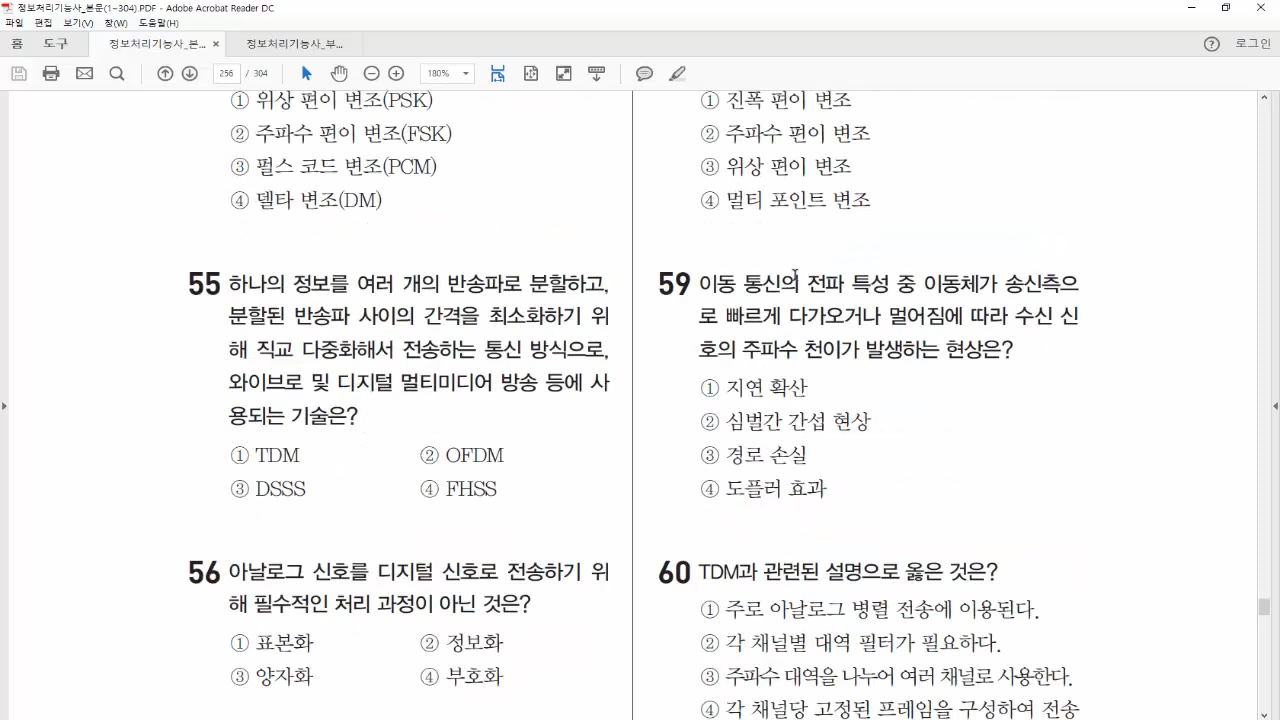 정보처리기능사_본문(1~304).PDF - Adobe Acrobat Reader DC
파일 편집 보기(V) 창(W) 도움말(H)
홈 도구 정보처리기능사_본... × 정보처리기능사_부... 로그인
256 / 304 180%
① 위상 편이 변조(PSK)
② 주파수 편이 변조(FSK)
③ 펄스 코드 변조(PCM)
④ 델타 변조(DM)
55 하나의 정보를 여러 개의 반송파로 분할하고,
분할된 반송파 사이의 간격을 최소화하기 위
해 직교 다중화해서 전송하는 통신 방식으로,
와이브로 및 디지털 멀티미디어 방송 등에 사
용되는 기술은?
① TDM ② OFDM
③ DSSS ④ FHSS
56 아날로그 신호를 디지털 신호로 전송하기 위
해 필수적인 처리 과정이 아닌 것은?
① 표본화 ② 정보화
③ 양자화 ④ 부호화
① 진폭 편이 변조
② 주파수 편이 변조
③ 위상 편이 변조
④ 멀티 포인트 변조
59 이동 통신의 전파 특성 중 이동체가 송신측으
로 빠르게 다가오거나 멀어짐에 따라 수신 신
호의 주파수 천이가 발생하는 현상은?
① 지연 확산
② 심벌간 간섭 현상
③ 경로 손실
④ 도플러 효과
60 TDM과 관련된 설명으로 옳은 것은?
① 주로 아날로그 병렬 전송에 이용된다.
② 각 채널별 대역 필터가 필요하다.
③ 주파수 대역을 나누어 여러 채널로 사용한다.
④ 각 채널당 고정된 프레임을 구성하여 전송